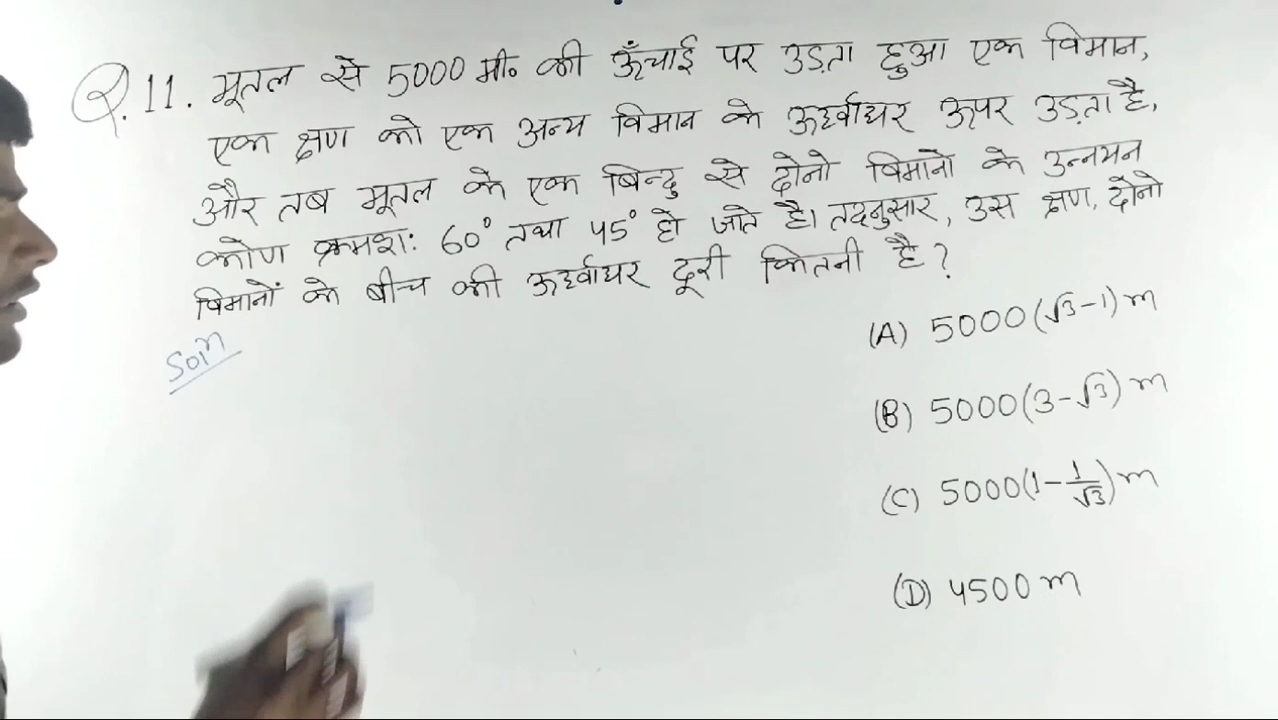 Q.11. भूतल से 5000 मी० की ऊँचाई पर उड़ता हुआ एक विमान,
एक क्षण को एक अन्य विमान के ऊर्ध्वाधर ऊपर उड़ता है,
और तब भूतल के एक बिन्दु से दोनो विमानो के उन्नयन
कोण क्रमशः 60° तथा 45° हो जाते है। तदनुसार, उस क्षण, दोनो
विमानों के बीच की ऊर्ध्वाधर दूरी कितनी है?
Solⁿ
(A) 5000(√3-1) m
(B) 5000(3-√3) m
(C) 5000(1-1/√3) m
(D) 4500 m